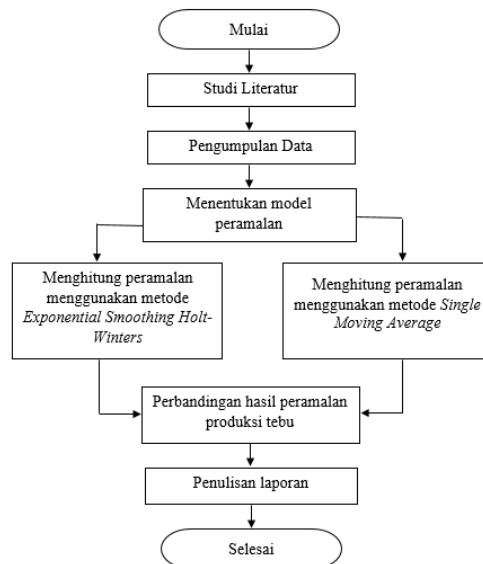 Mulai
Studi Literatur
Pengumpulan Data
Menentukan model
peramalan
Menghitung peramalan
menggunakan metode
Exponential Smoothing Holt-
Winters
Menghitung peramalan
menggunakan metode Single
Moving Average
Perbandingan hasil peramalan
produksi tebu
Penulisan laporan
Selesai